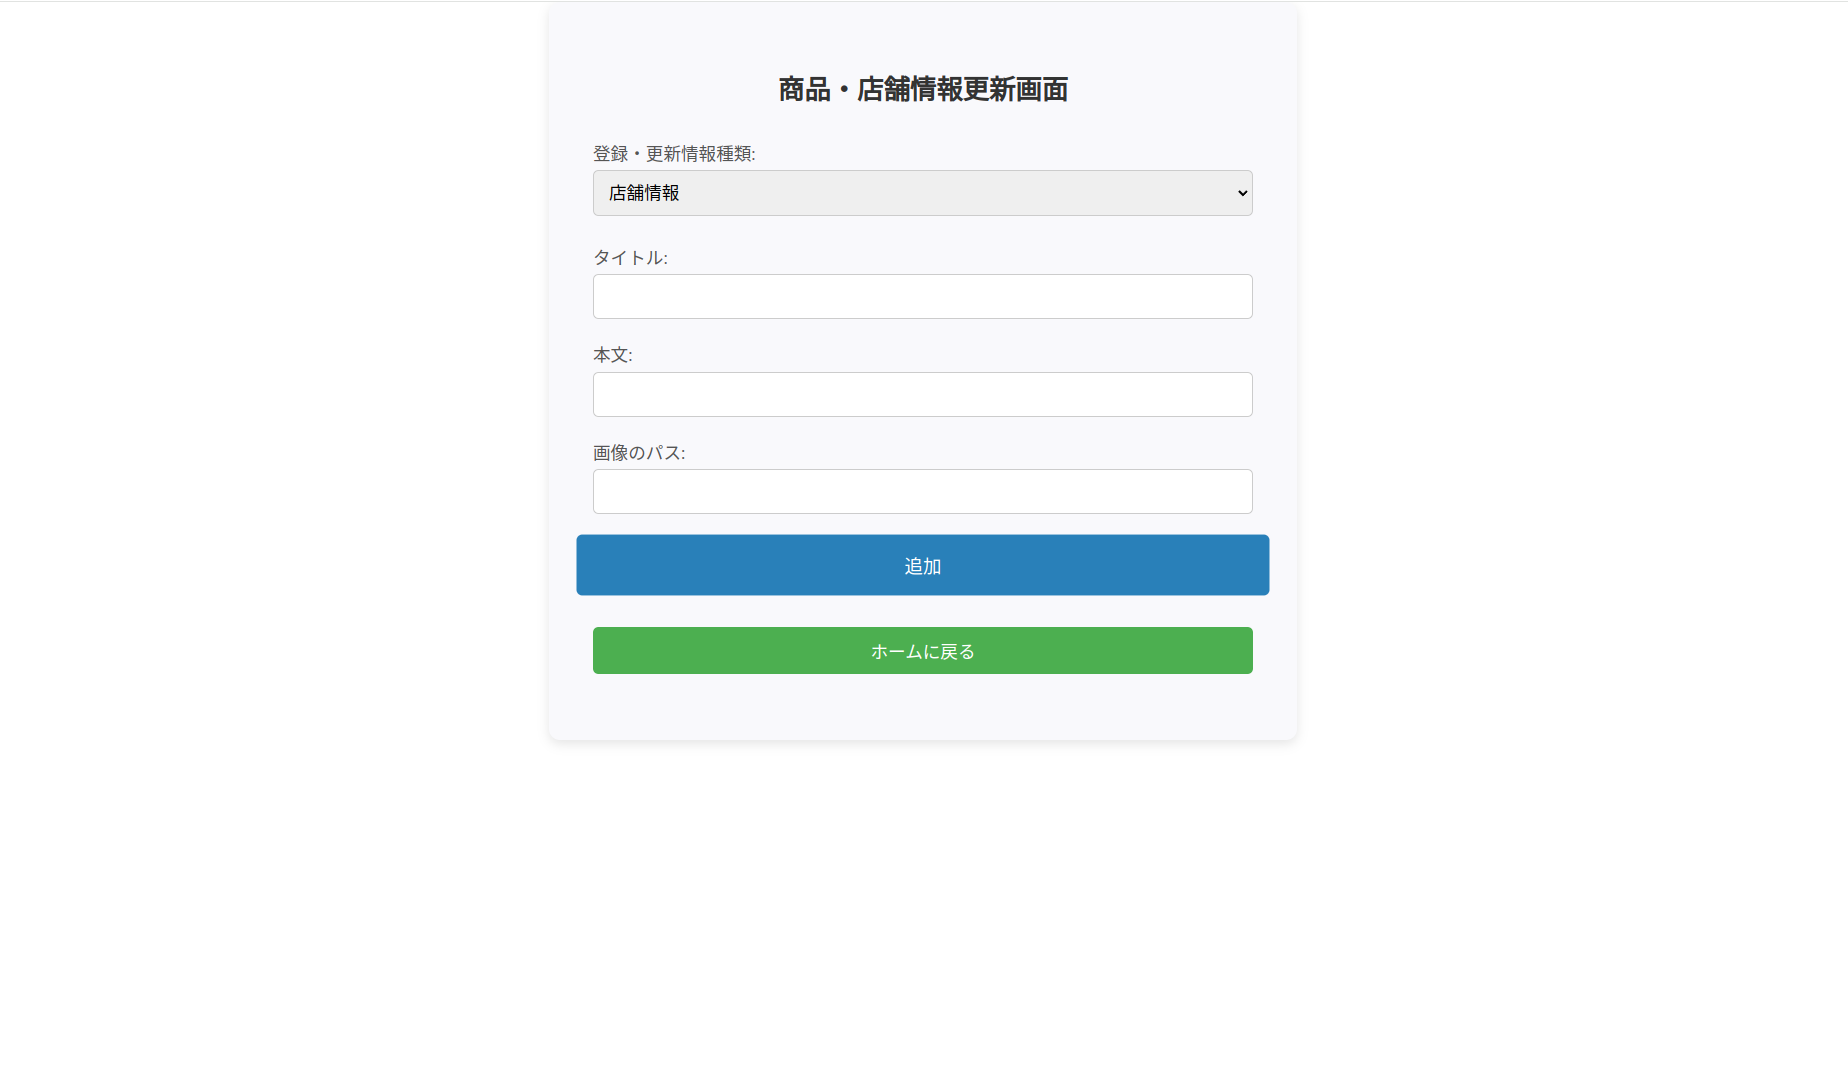 商品・店舗情報更新画面
登録・更新情報種類:
店舗情報
タイトル:
本文:
画像のパス:
追加
ホームに戻る